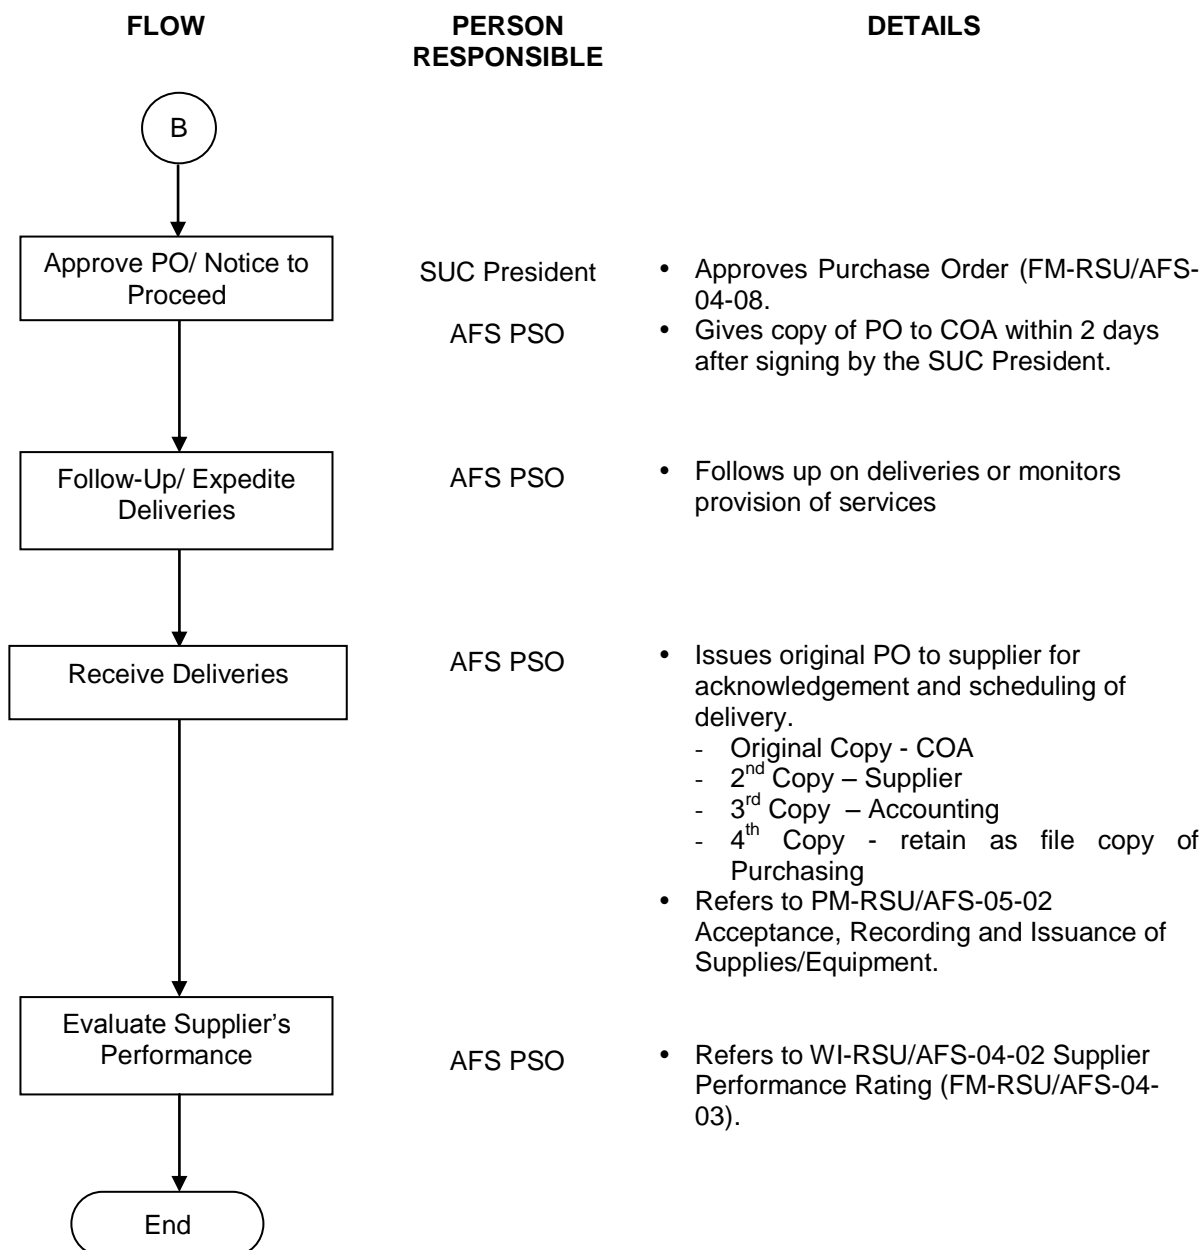 FLOW
PERSON
RESPONSIBLE
DETAILS
B
Approve PO/ Notice to
Proceed
SUC President
• Approves Purchase Order (FM-RSU/AFS-
04-08.
AFS PSO
• Gives copy of PO to COA within 2 days
after signing by the SUC President.
Follow-Up/ Expedite
Deliveries
AFS PSO
• Follows up on deliveries or monitors
provision of services
Receive Deliveries
AFS PSO
• Issues original PO to supplier for
acknowledgement and scheduling of
delivery.
- Original Copy - COA
- 2nd Copy – Supplier
- 3rd Copy – Accounting
- 4th Copy - retain as file copy of
Purchasing
• Refers to PM-RSU/AFS-05-02
Acceptance, Recording and Issuance of
Supplies/Equipment.
Evaluate Supplier’s
Performance
AFS PSO
• Refers to WI-RSU/AFS-04-02 Supplier
Performance Rating (FM-RSU/AFS-04-
03).
End